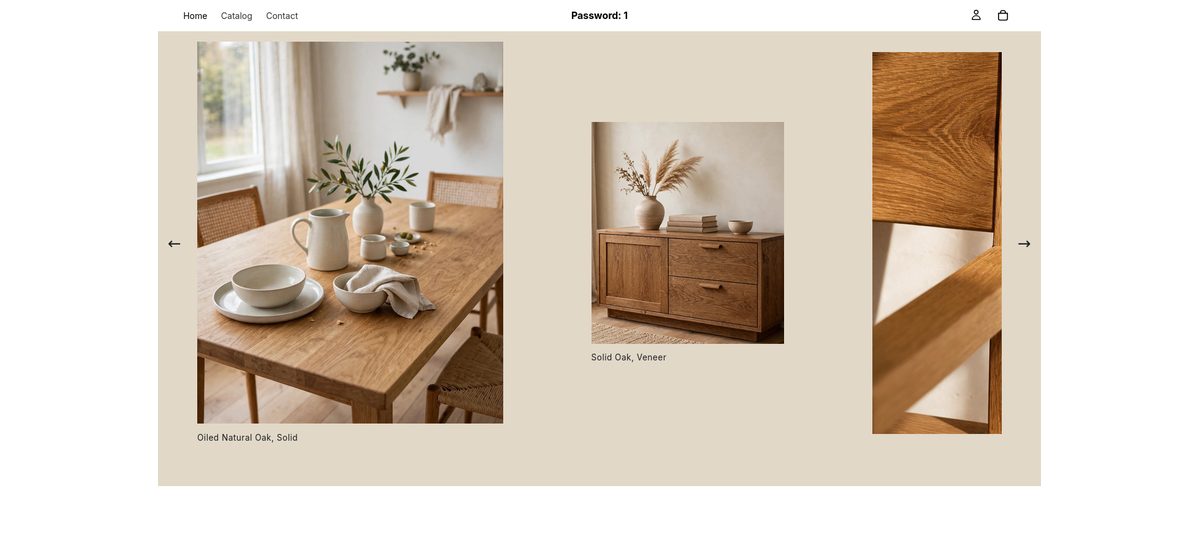 Home
Catalog
Contact
Password: 1
Oiled Natural Oak, Solid
Solid Oak, Veneer